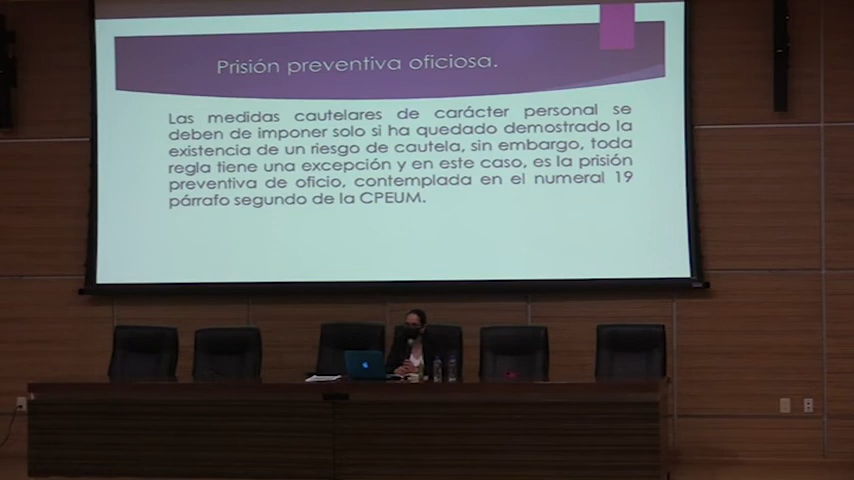 Prisión preventiva oficiosa.
Las medidas cautelares de carácter personal se
deben de imponer solo si ha quedado demostrado la
existencia de un riesgo de cautela, sin embargo, toda
regla tiene una excepción y en este caso, es la prisión
preventiva de oficio, contemplada en el numeral 19
párrafo segundo de la CPEUM.